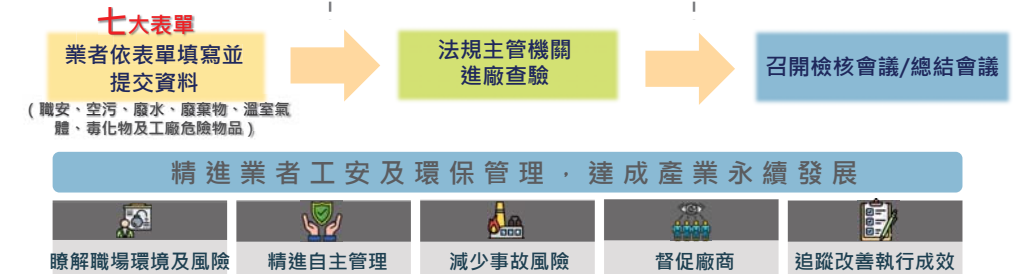 七大表單
業者依表單填寫並
提交資料
(職安、空污、廢水、廢棄物、溫室氣
體、毒化物及工廠危險物品)
法規主管機關
進廠查驗
召開檢核會議/總結會議
精進業者工安及環保管理，達成產業永續發展
瞭解職場環境及風險
精進自主管理
減少事故風險
督促廠商
追蹤改善執行成效